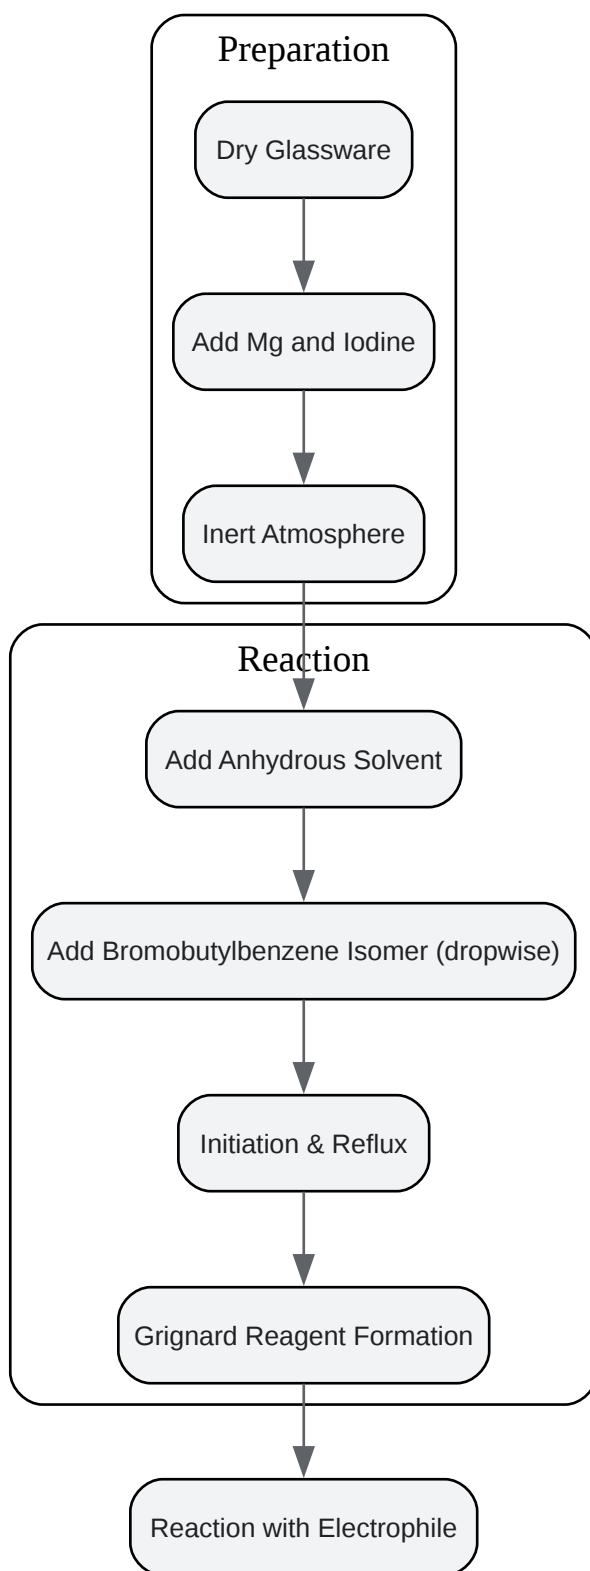 Preparation
Dry Glassware
Add Mg and Iodine
Inert Atmosphere
Reaction
Add Anhydrous Solvent
Add Bromobutylbenzene Isomer (dropwise)
Initiation & Reflux
Grignard Reagent Formation
Reaction with Electrophile